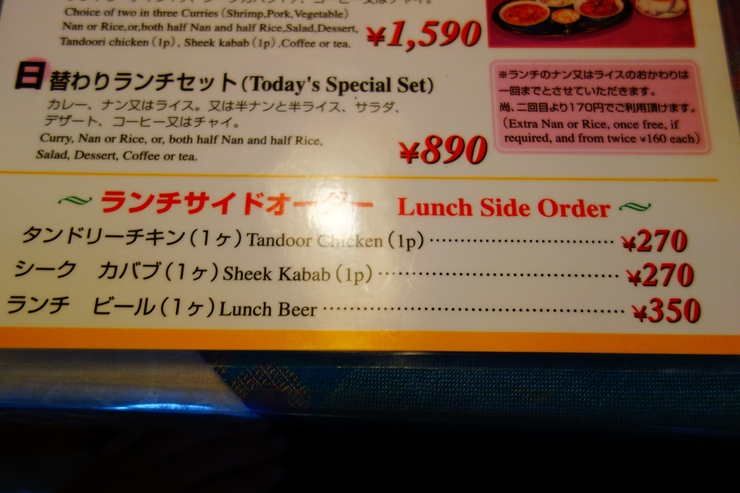 Choice of two in three Curries (Shrimp,Pork,Vegetable)
Nan or Rice,or,both half Nan and half Rice,Salad,Dessert,
Tandoori chicken (1p), Sheek kabab (1p),Coffee or tea.
¥1,590
日替わりランチセット(Today's Special Set)
カレー、ナン又はライス。又は半ナンと半ライス、サラダ、
デザート、コーヒー又はチャイ。
Curry, Nan or Rice, or, both half Nan and half Rice,
Salad, Dessert, Coffee or tea.
¥890
※ランチのナン又はライスのおかわりは
一回までとさせていただきます。
尚、二回目より170円でご利用頂けます。
(Extra Nan or Rice, once free, if
required, and from twice ¥160 each)
ランチサイドオーダー Lunch Side Order
タンドリーチキン(1ヶ)Tandoor Chicken(1p) ¥270
シーク カバブ(1ヶ)Sheek Kabab(1p) ¥270
ランチ ビール(1ヶ)Lunch Beer ¥350